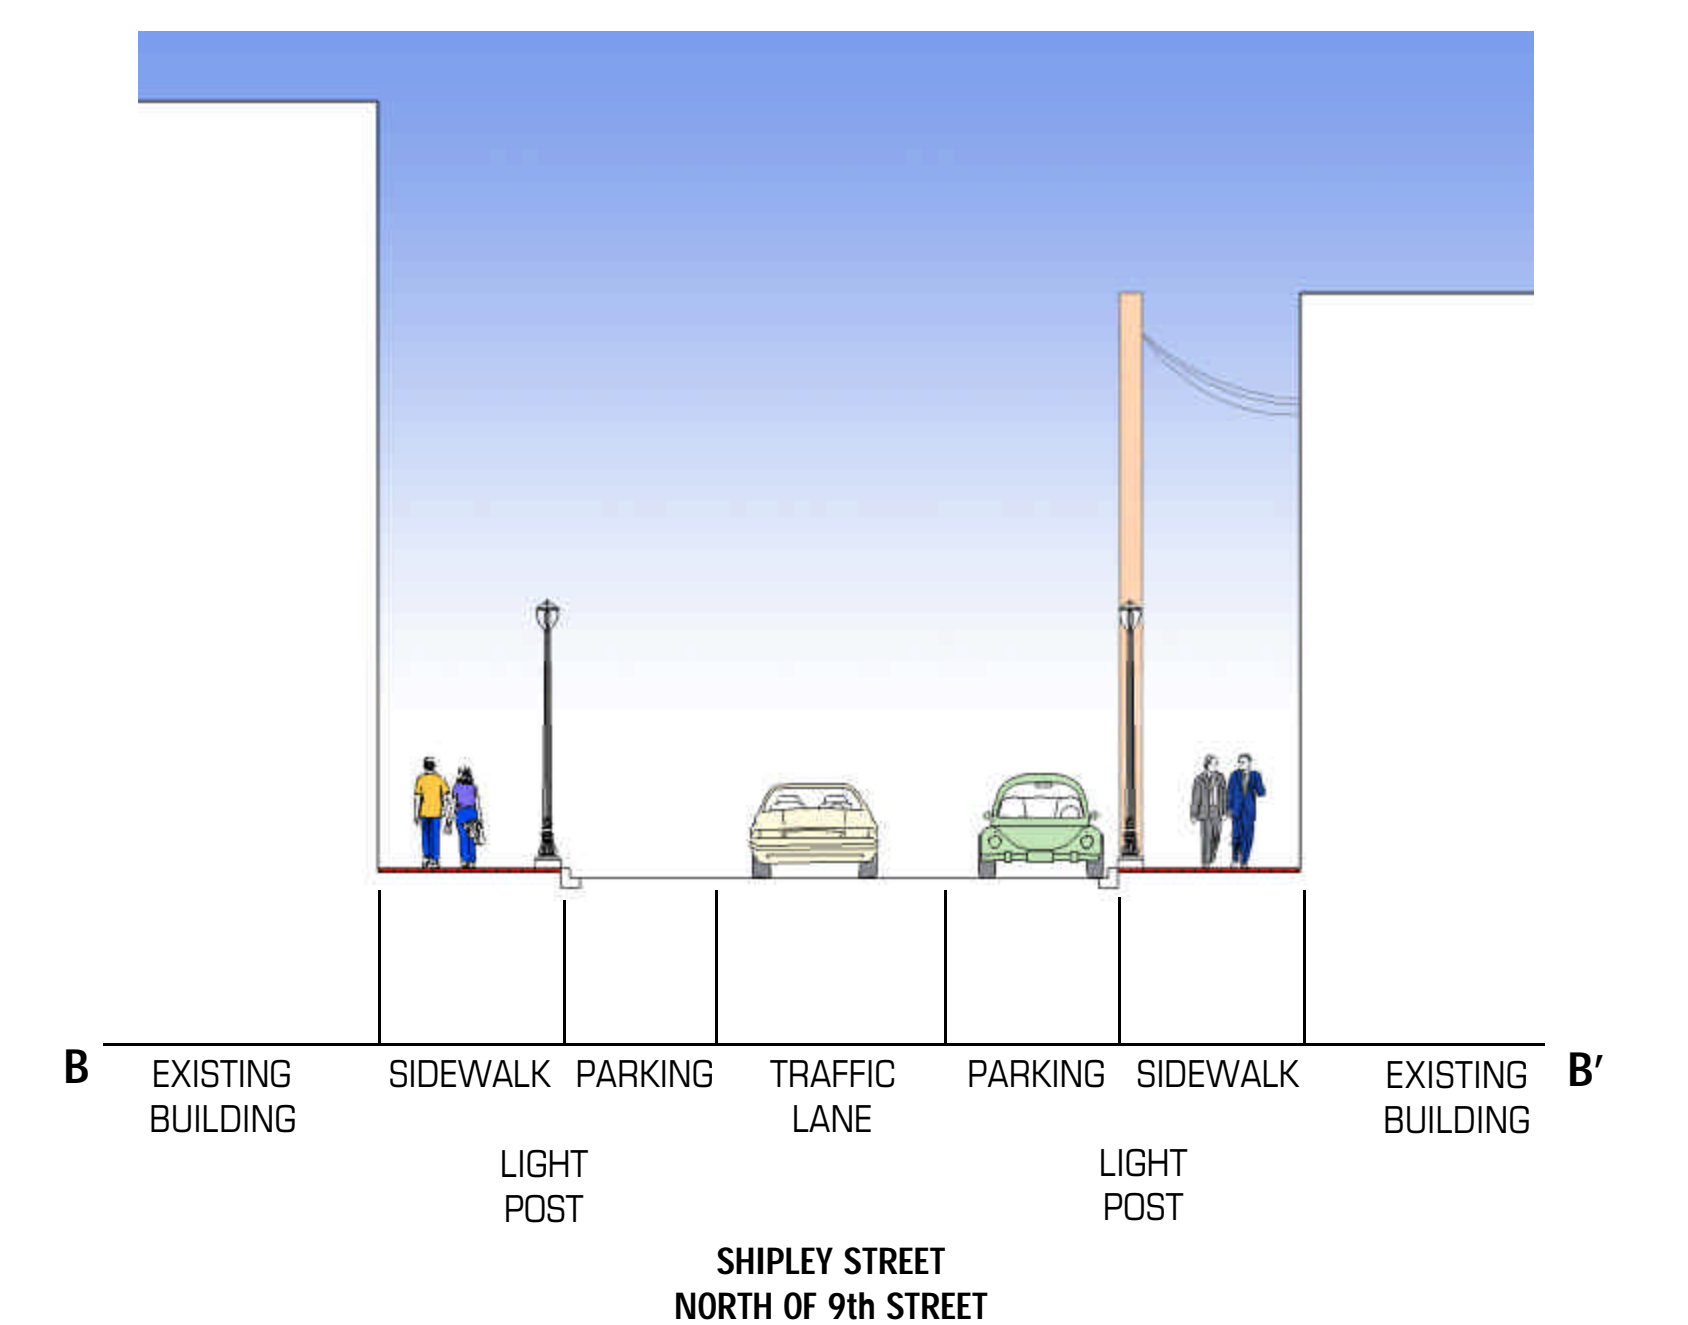 B
EXISTING
BUILDING
SIDEWALK
PARKING
TRAFFIC
LANE
PARKING
SIDEWALK
EXISTING
BUILDING
B′
LIGHT
POST
LIGHT
POST
SHIPLEY STREET
NORTH OF 9th STREET